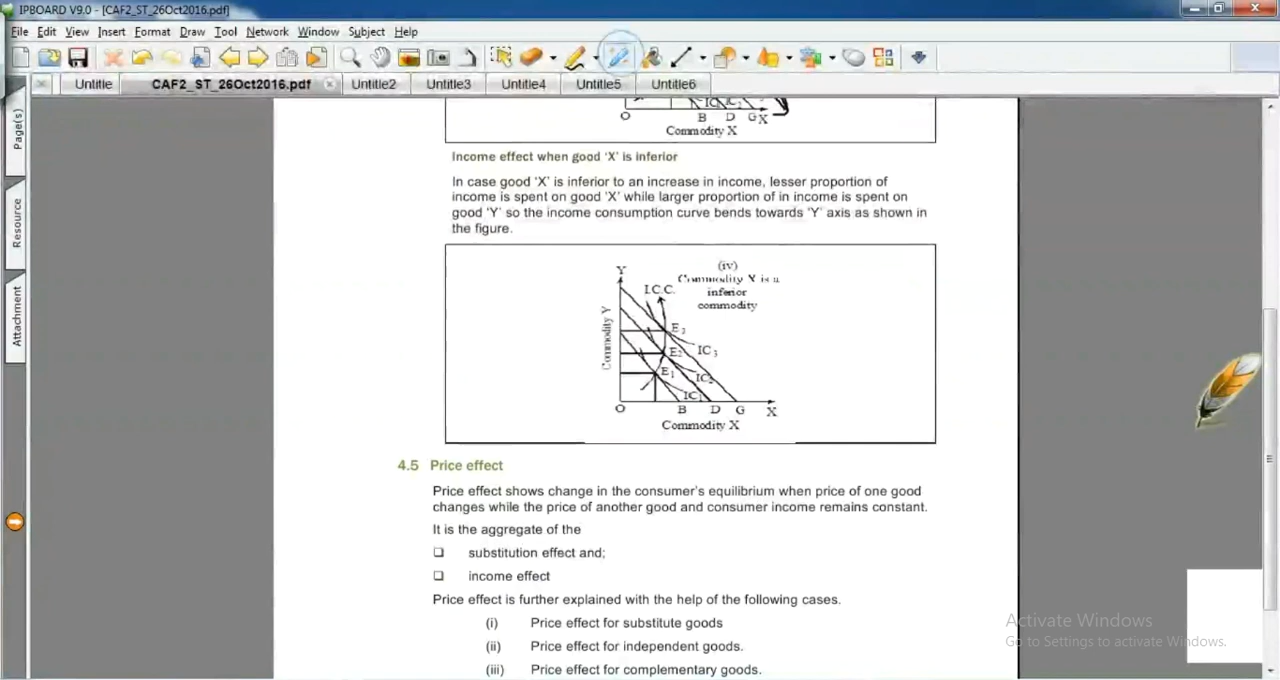 IPBOARD V9.0 - [CAF2_ST_26Oct2016.pdf]
File Edit View Insert Format Draw Tool Network Window Subject Help
Untitle CAF2_ST_26Oct2016.pdf Untitle2 Untitle3 Untitle4 Untitle5 Untitle6
Page(s)
Resource
Attachment
O B D G X
Commodity X
Income effect when good 'X' is inferior
In case good 'X' is inferior to an increase in income, lesser proportion of
income is spent on good 'X' while larger proportion of in income is spent on
good 'Y' so the income consumption curve bends towards 'Y' axis as shown in
the figure.
Y
(iv)
Commodity X is a
inferior
commodity
I.C.C.
Commodity Y
E3
IC3
E2
IC2
E1
IC1
O B D G X
Commodity X
4.5 Price effect
Price effect shows change in the consumer's equilibrium when price of one good
changes while the price of another good and consumer income remains constant.
It is the aggregate of the
❑ substitution effect and;
❑ income effect
Price effect is further explained with the help of the following cases.
(i) Price effect for substitute goods
(ii) Price effect for independent goods.
(iii) Price effect for complementary goods.
Activate Windows
Go to Settings to activate Windows.